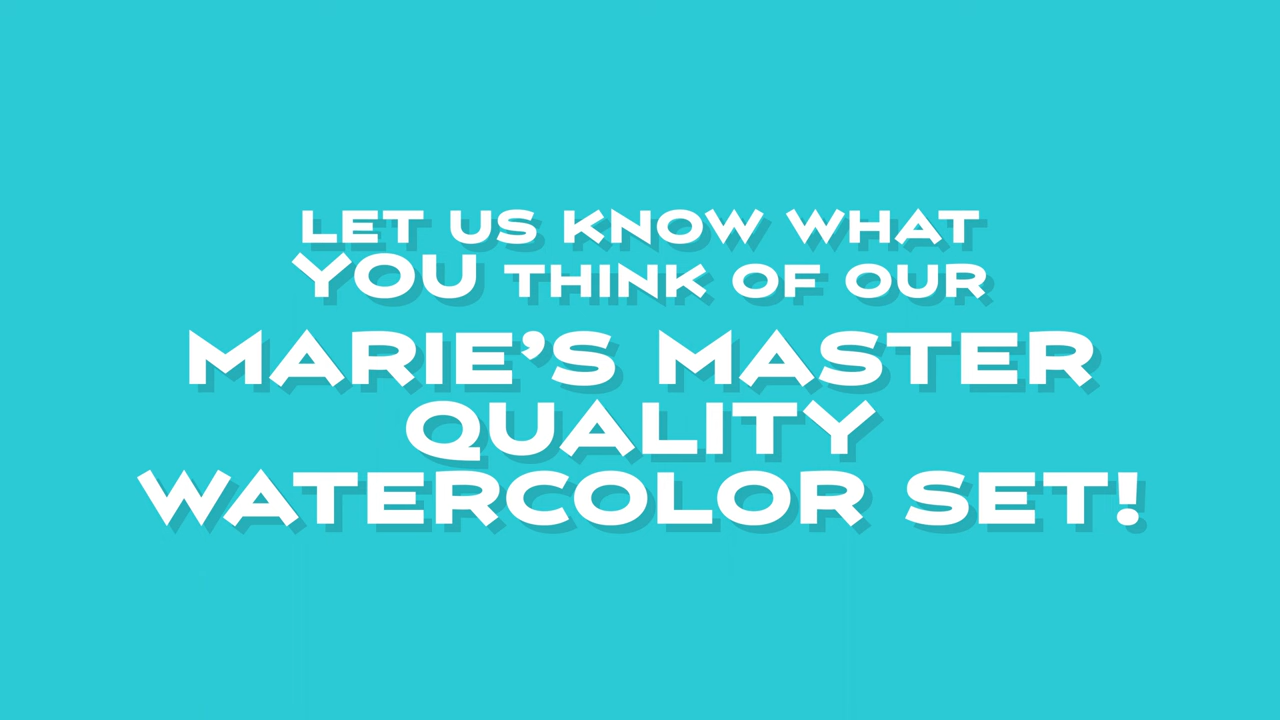 LET US KNOW WHAT
YOU THINK OF OUR
MARIE’S MASTER
QUALITY
WATERCOLOR SET!